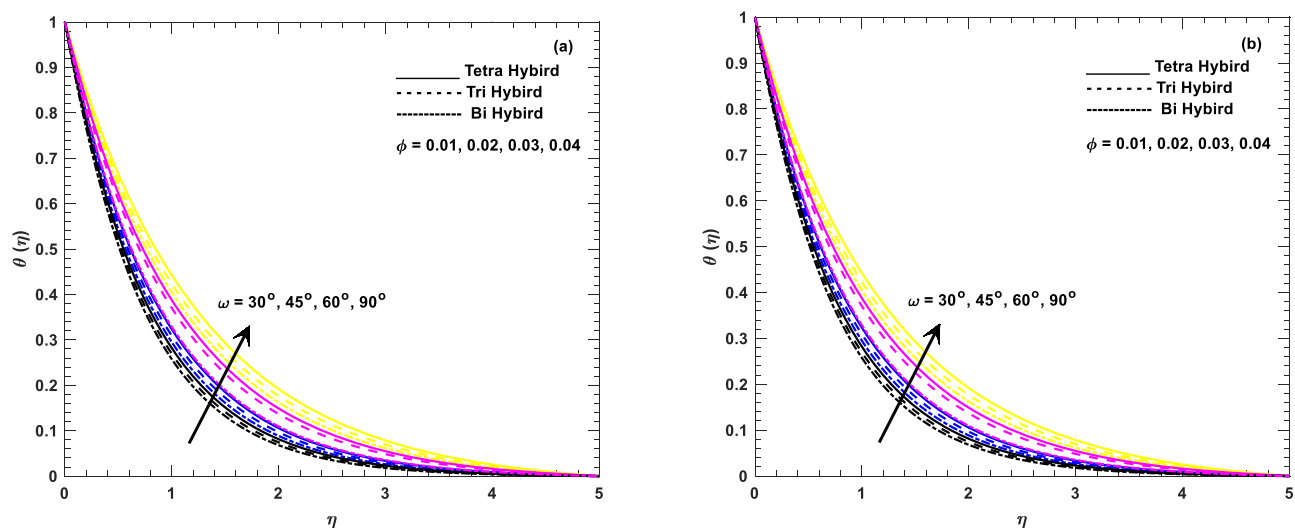 (a)
Tetra Hybird
Tri Hybird
Bi Hybird
ϕ = 0.01, 0.02, 0.03, 0.04
ω = 30°, 45°, 60°, 90°
1
0.9
0.8
0.7
0.6
0.5
0.4
0.3
0.2
0.1
0
θ (η)
0 1 2 3 4 5
η
(b)
Tetra Hybird
Tri Hybird
Bi Hybird
ϕ = 0.01, 0.02, 0.03, 0.04
ω = 30°, 45°, 60°, 90°
1
0.9
0.8
0.7
0.6
0.5
0.4
0.3
0.2
0.1
0
θ (η)
0 1 2 3 4 5
η